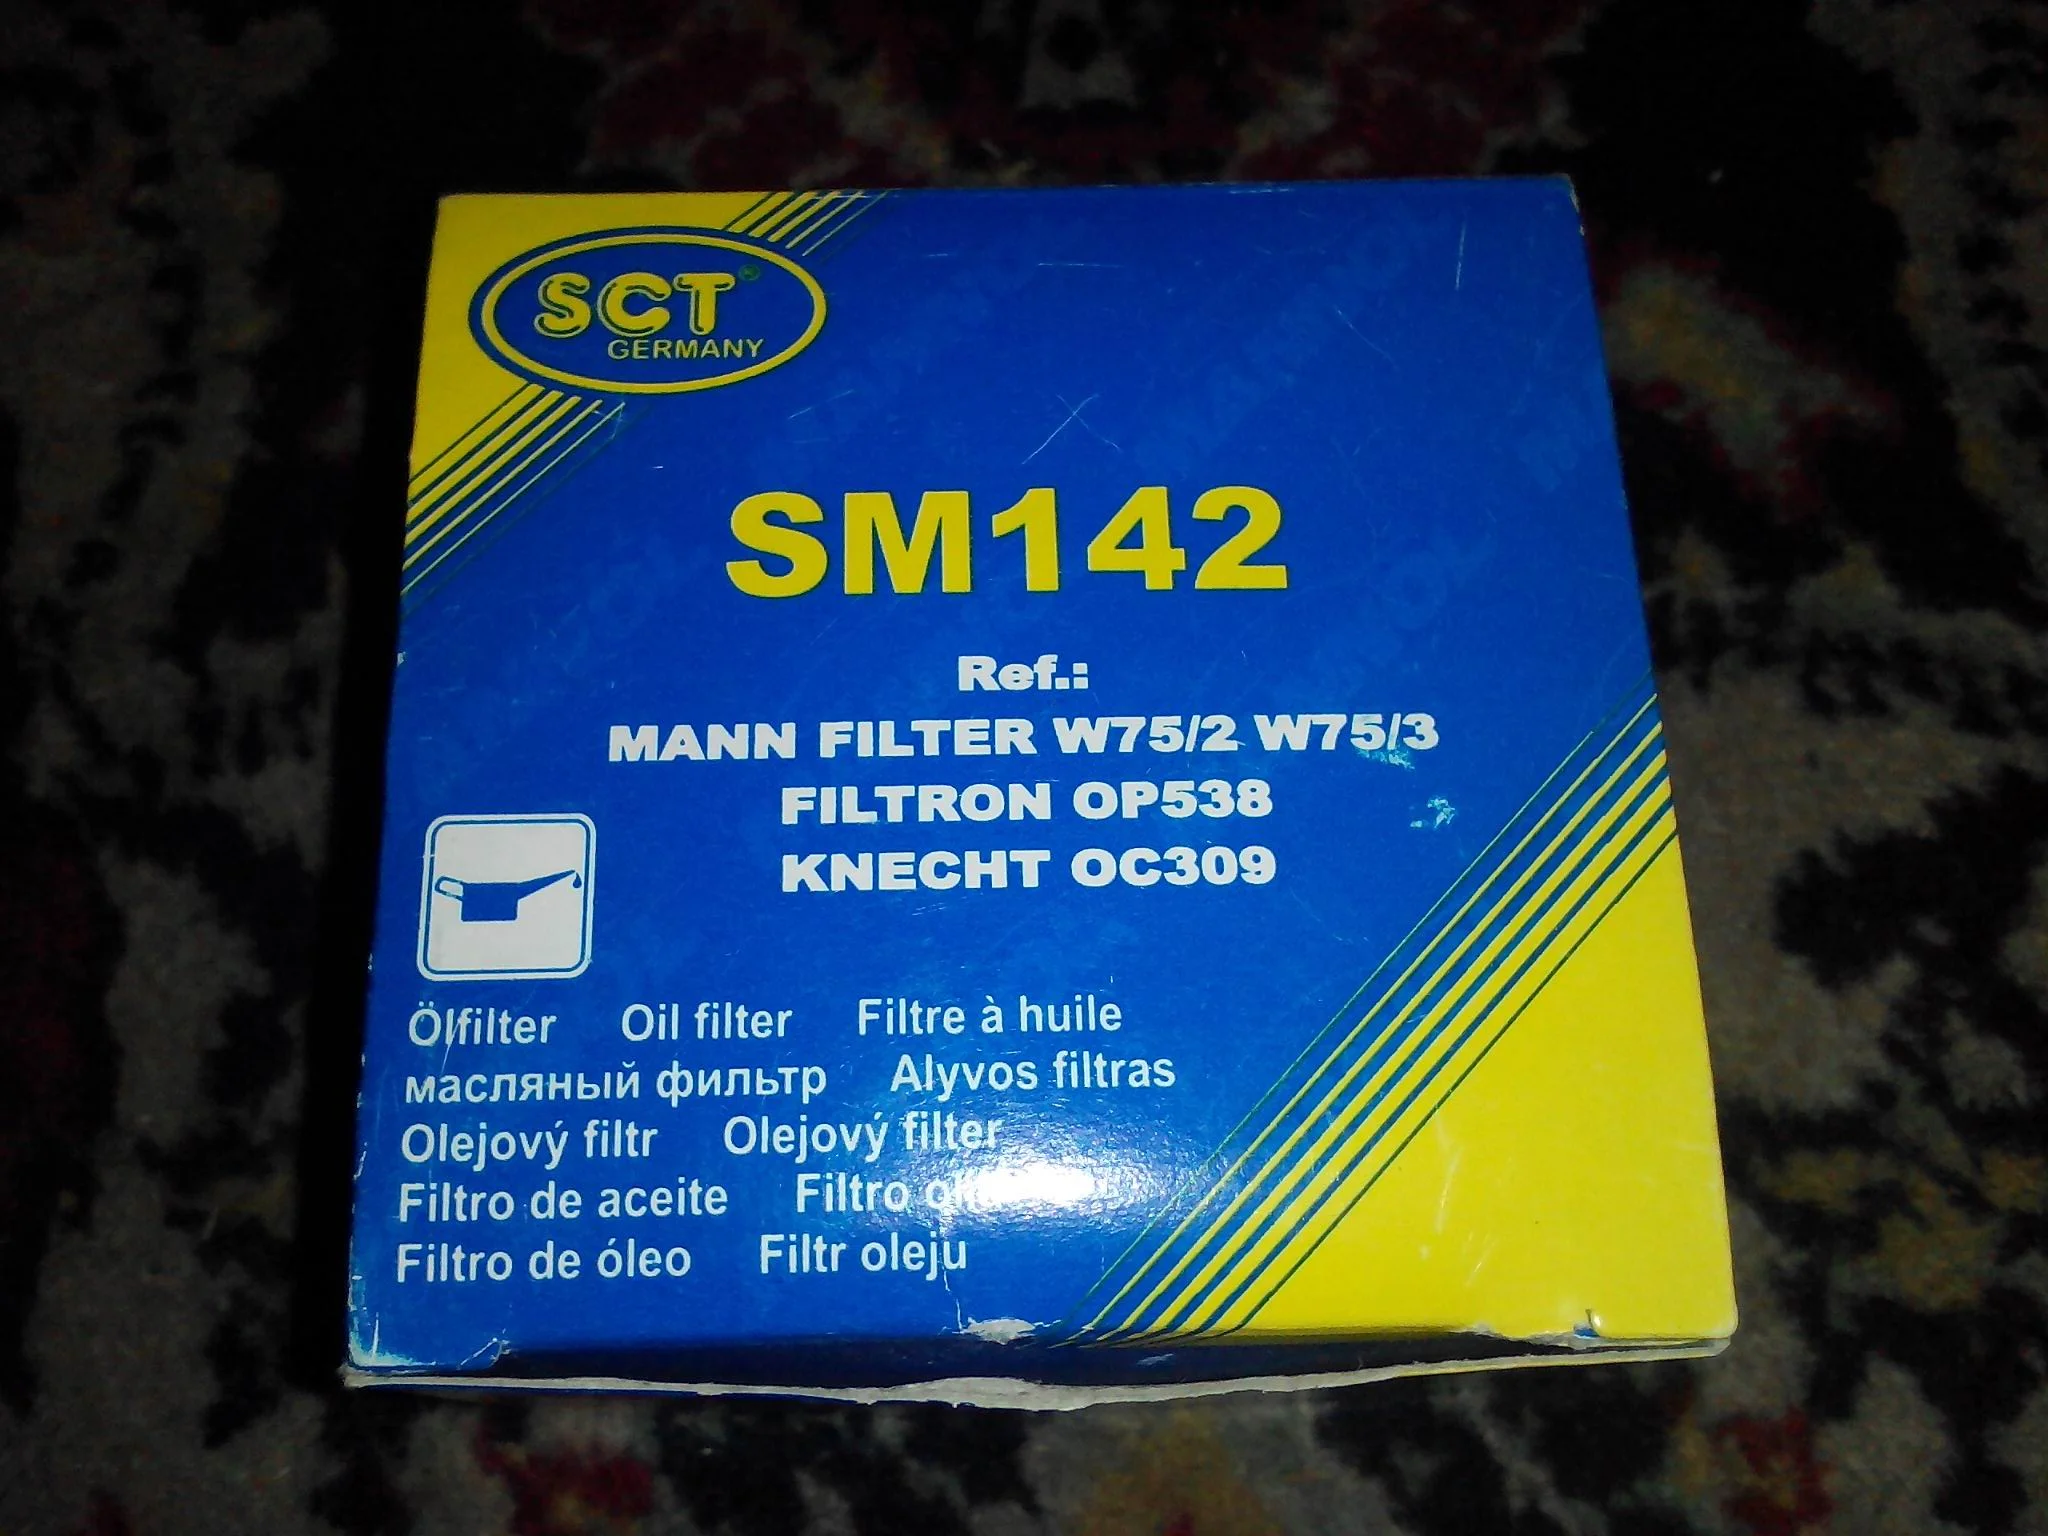 SCT®
GERMANY
SM142
Ref.:
MANN FILTER W75/2 W75/3
FILTRON OP538
KNECHT OC309
Ölfilter Oil filter Filtre à huile
масляный фильтр Alyvos filtras
Olejový filtr Olejový filter
Filtro de aceite Filtro
Filtro de óleo Filtr oleju